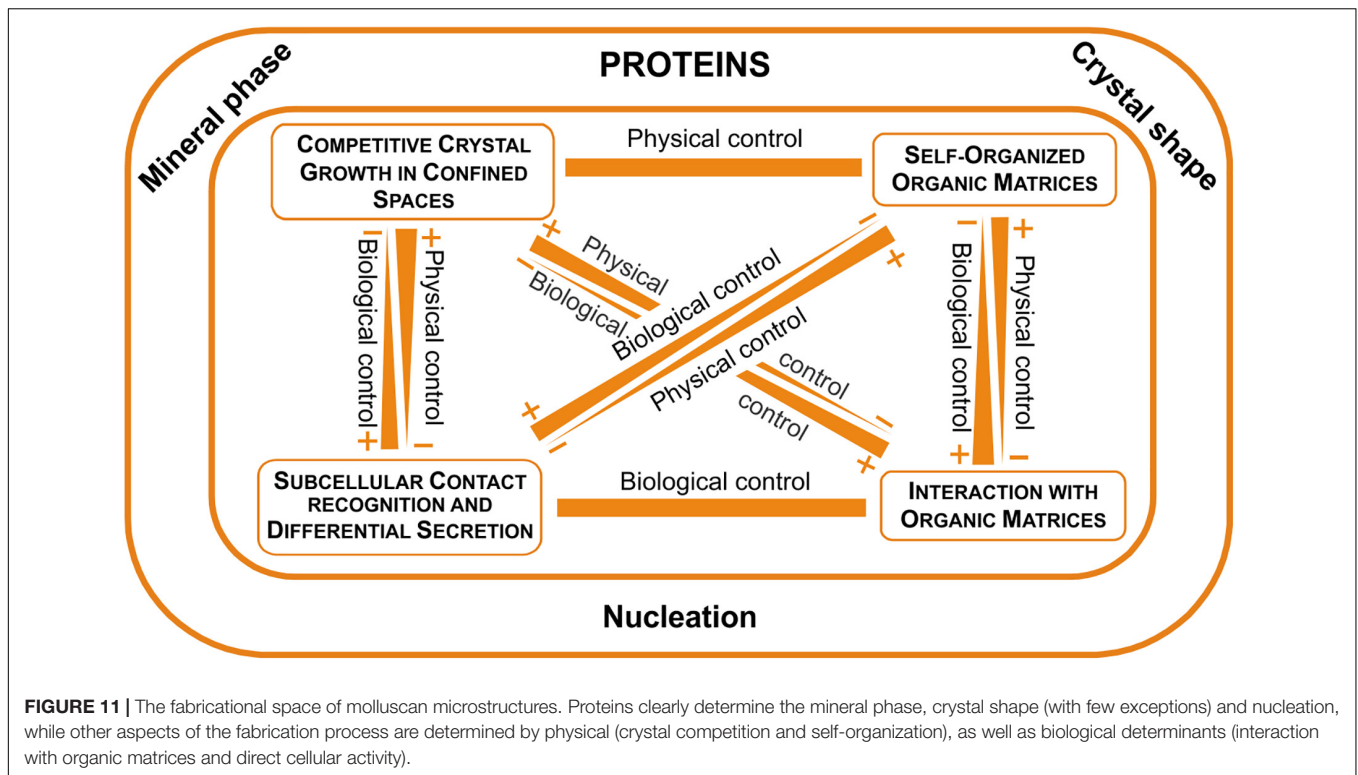 PROTEINS
Mineral phase
Crystal shape
COMPETITIVE CRYSTAL
GROWTH IN CONFINED
SPACES
Physical control
SELF-ORGANIZED
ORGANIC MATRICES
− +
Biological control
Physical control
+ −
+
−
Physical
Biological
control
control
−
+
−
+
Biological control
Physical control
+
−
− +
Biological control
Physical control
+ −
SUBCELLULAR CONTACT
RECOGNITION AND
DIFFERENTIAL SECRETION
Biological control
INTERACTION WITH
ORGANIC MATRICES
Nucleation
FIGURE 11 | The fabricational space of molluscan microstructures. Proteins clearly determine the mineral phase, crystal shape (with few exceptions) and nucleation,
while other aspects of the fabrication process are determined by physical (crystal competition and self-organization), as well as biological determinants (interaction
with organic matrices and direct cellular activity).